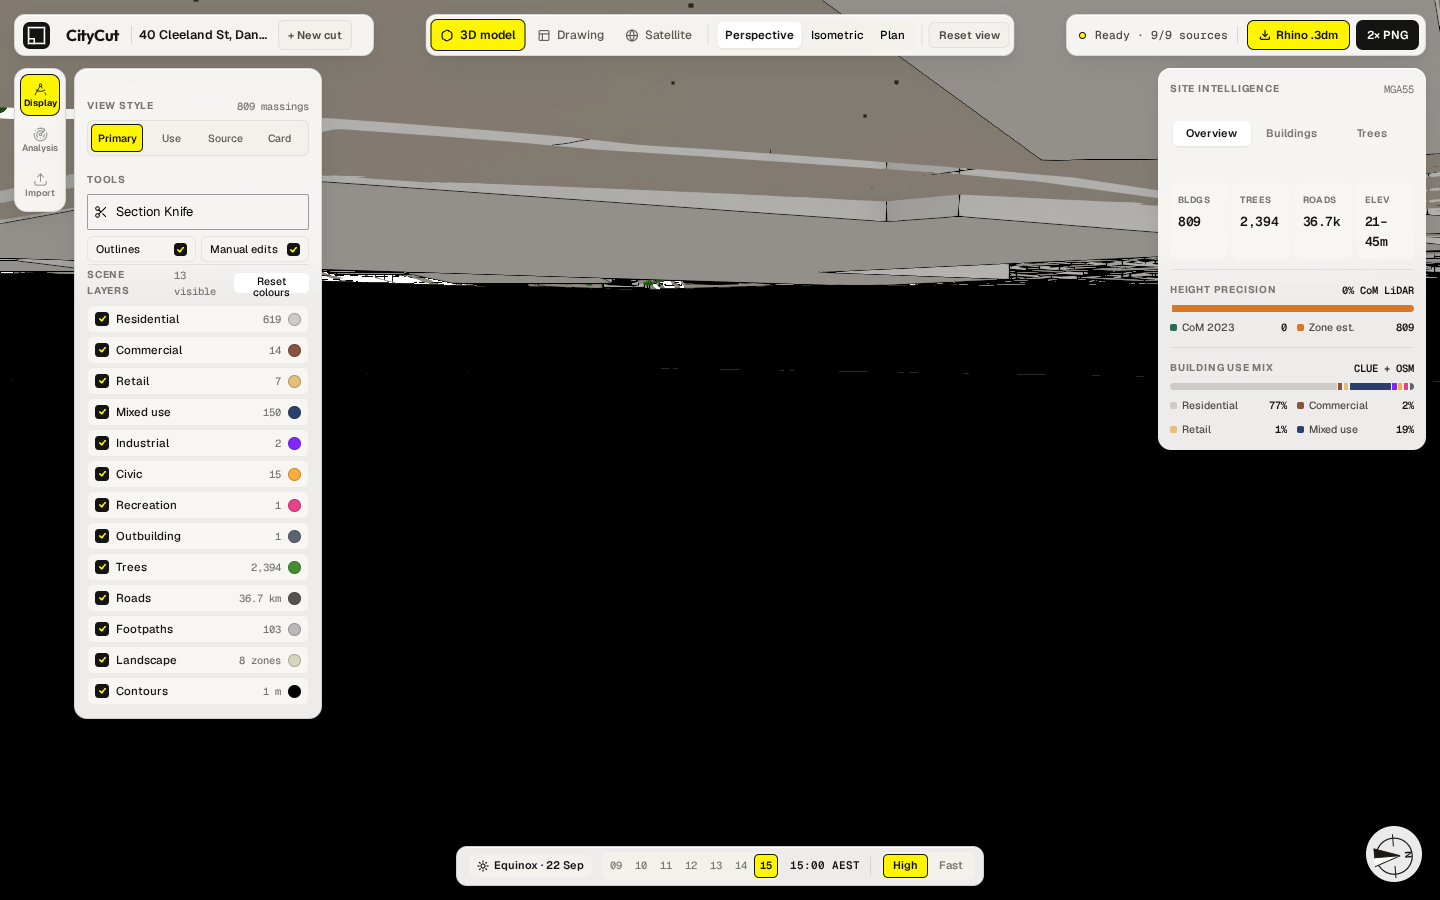 CityCut
40 Cleeland St, Dan...
+ New cut
3D model
Drawing
Satellite
Perspective
Isometric
Plan
Reset view
Ready · 9/9 sources
Rhino .3dm
2× PNG
Display
Analysis
Import
VIEW STYLE
809 massings
Primary
Use
Source
Card
TOOLS
Section Knife
Outlines
Manual edits
SCENE LAYERS
13 visible
Reset colours
Residential 619
Commercial 14
Retail 7
Mixed use 150
Industrial 2
Civic 15
Recreation 1
Outbuilding 1
Trees 2,394
Roads 36.7 km
Footpaths 103
Landscape 8 zones
Contours 1 m
SITE INTELLIGENCE
MGA55
Overview
Buildings
Trees
BLDGS
809
TREES
2,394
ROADS
36.7k
ELEV
21-
45m
HEIGHT PRECISION
0% CoM LiDAR
CoM 2023 0
Zone est. 809
BUILDING USE MIX
CLUE + OSM
Residential 77%
Commercial 2%
Retail 1%
Mixed use 19%
Equinox · 22 Sep
09 10 11 12 13 14 15
15:00 AEST
High
Fast
N